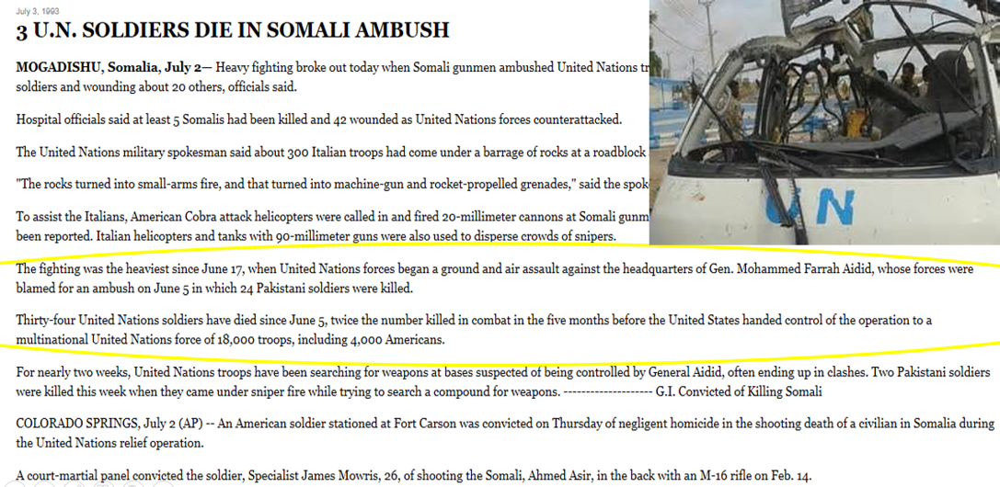 July 3, 1993
3 U.N. SOLDIERS DIE IN SOMALI AMBUSH
MOGADISHU, Somalia, July 2— Heavy fighting broke out today when Somali gunmen ambushed United Nations
soldiers and wounding about 20 others, officials said.
Hospital officials said at least 5 Somalis had been killed and 42 wounded as United Nations forces counterattacked.
The United Nations military spokesman said about 300 Italian troops had come under a barrage of rocks at a roadblock
"The rocks turned into small-arms fire, and that turned into machine-gun and rocket-propelled grenades," said the
To assist the Italians, American Cobra attack helicopters were called in and fired 20-millimeter cannons at Somali
been reported. Italian helicopters and tanks with 90-millimeter guns were also used to disperse crowds of snipers.
UN
The fighting was the heaviest since June 17, when United Nations forces began a ground and air assault against the headquarters of Gen. Mohammed Farrah Aidid, whose forces were
blamed for an ambush on June 5 in which 24 Pakistani soldiers were killed.
Thirty-four United Nations soldiers have died since June 5, twice the number killed in combat in the five months before the United States handed control of the operation to a
multinational United Nations force of 18,000 troops, including 4,000 Americans.
For nearly two weeks, United Nations troops have been searching for weapons at bases suspected of being controlled by General Aidid, often ending up in clashes. Two Pakistani soldiers
were killed this week when they came under sniper fire while trying to search a compound for weapons. -------------------- G.I. Convicted of Killing Somali
COLORADO SPRINGS, July 2 (AP) -- An American soldier stationed at Fort Carson was convicted on Thursday of negligent homicide in the shooting death of a civilian in Somalia during
the United Nations relief operation.
A court-martial panel convicted the soldier, Specialist James Mowris, 26, of shooting the Somali, Ahmed Asir, in the back with an M-16 rifle on Feb. 14.